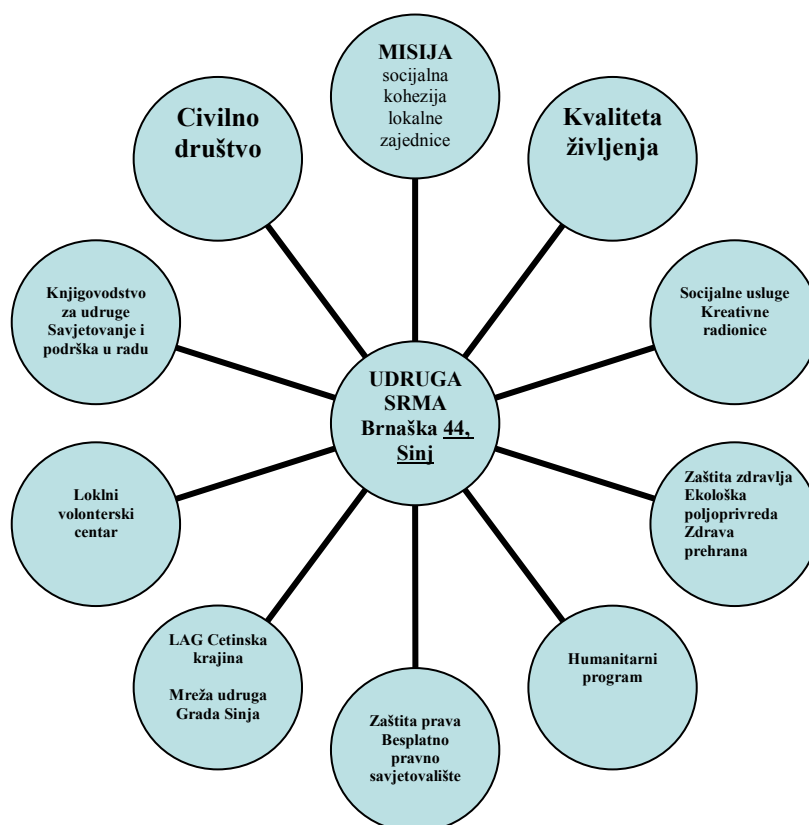 MISIJA
socijalna
kohezija
lokalne
zajednice
Civilno
društvo
Kvaliteta
življenja
Knjigovodstvo
za udruge
Savjetovanje i
podrška u radu
Socijalne usluge
Kreativne
radionice
UDRUGA
SRMA
Brnaška 44,
Sinj
Loklni
volonterski
centar
Zaštita zdravlja
Ekološka
poljoprivreda
Zdrava
prehrana
LAG Cetinska
krajina
Mreža udruga
Grada Sinja
Humanitarni
program
Zaštita prava
Besplatno
pravno
savjetovalište